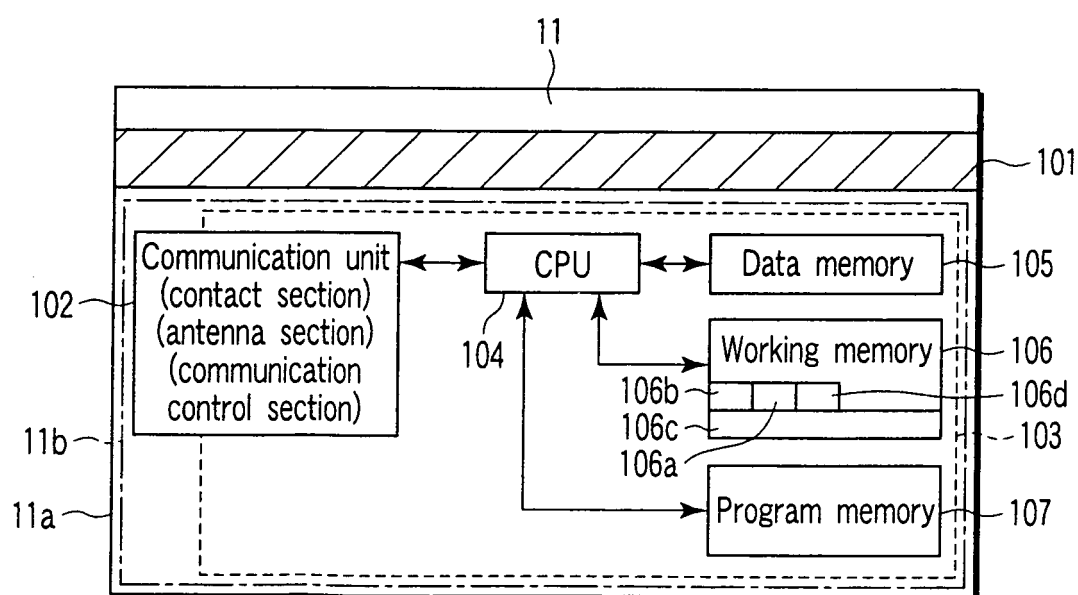 11
101
Communication unit
(contact section)
(antenna section)
(communication
control section)
102
CPU
104
Data memory
105
Working memory
106
106b
106d
106c
106a
103
11b
11a
Program memory
107